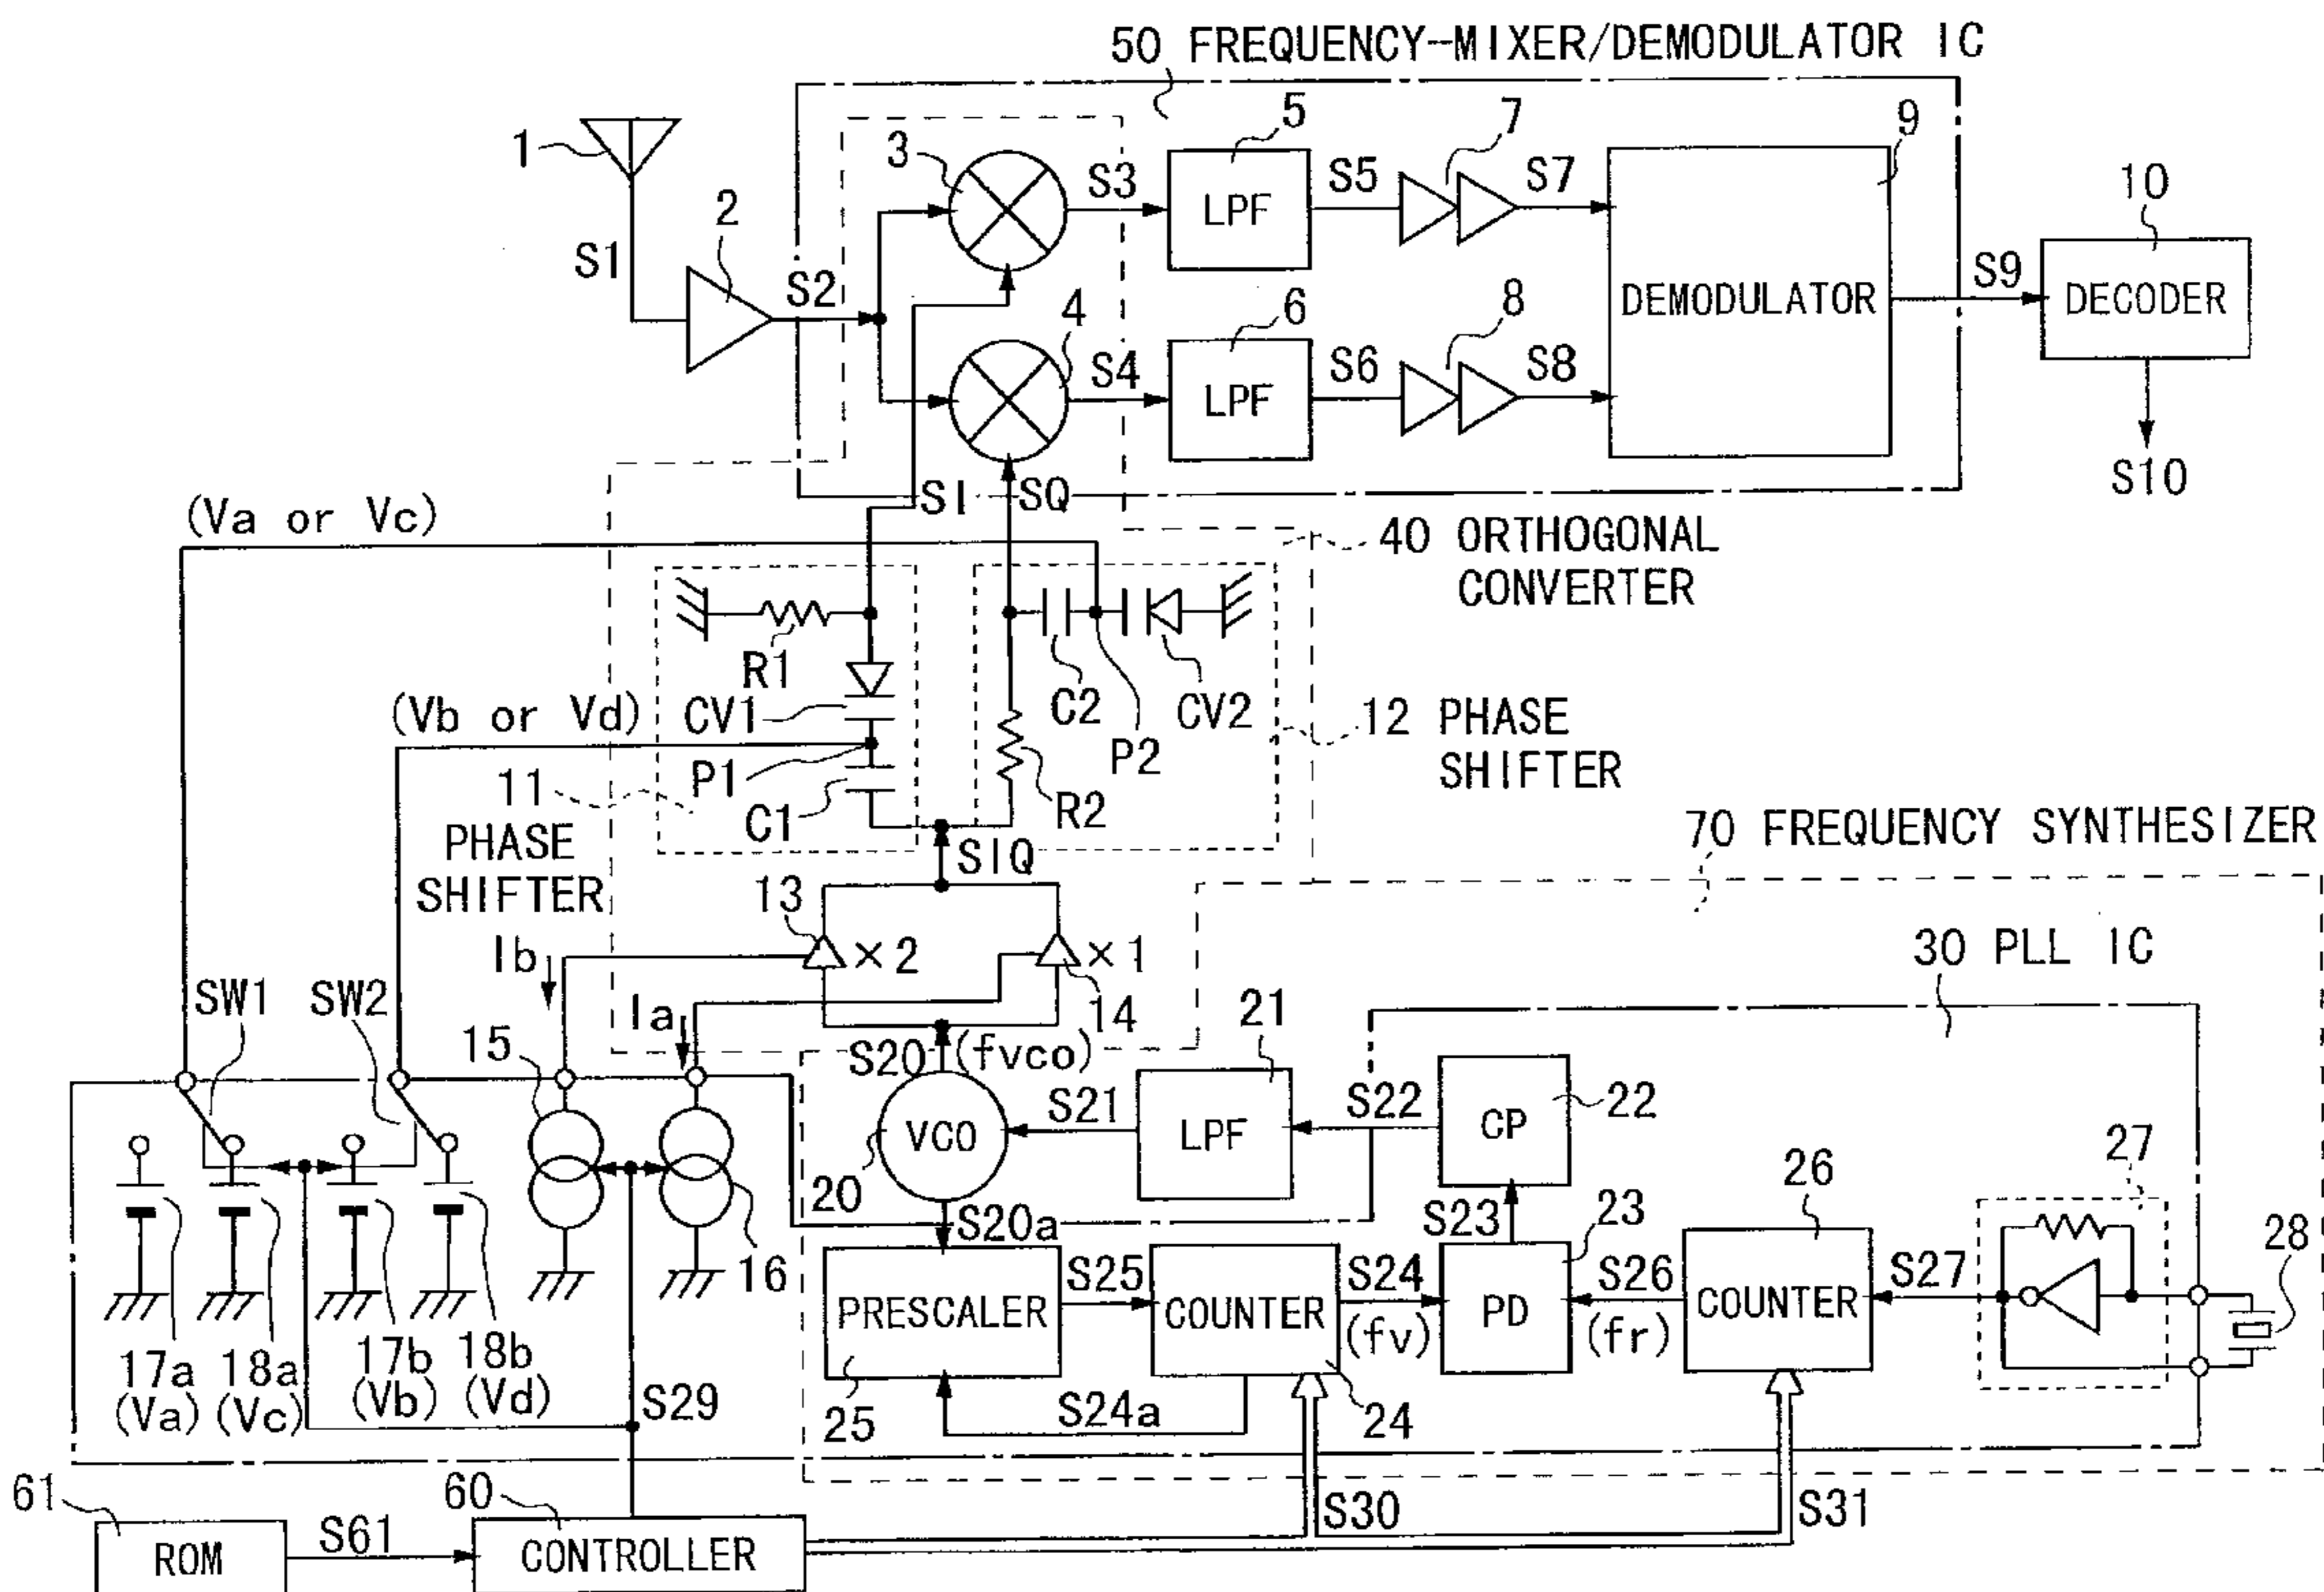 50 FREQUENCY-MIXER/DEMODULATOR IC
1
S1
2
S2
3
S3
5
LPF
S5
7
S7
9
DEMODULATOR
S9
10
DECODER
S10
4
S4
6
LPF
S6
8
S8
SI
SQ
(Va or Vc)
40 ORTHOGONAL
CONVERTER
R1
CV1
C2
CV2
(Vb or Vd)
P1
P2
C1
R2
12 PHASE
SHIFTER
11
PHASE
SHIFTER
SIQ
70 FREQUENCY SYNTHESIZER
13
×2
×1
14
Ib
Ia
30 PLL IC
SW1
SW2
15
16
S20
(fvco)
VCO
20
S21
21
LPF
S22
CP
22
S20a
S23
23
26
27
28
PRESCALER
25
S25
COUNTER
24
S24
(fv)
PD
S26
(fr)
COUNTER
S27
S24a
17a
(Va)
18a
(Vc)
17b
(Vb)
18b
(Vd)
S29
61
ROM
S61
60
CONTROLLER
S30
S31